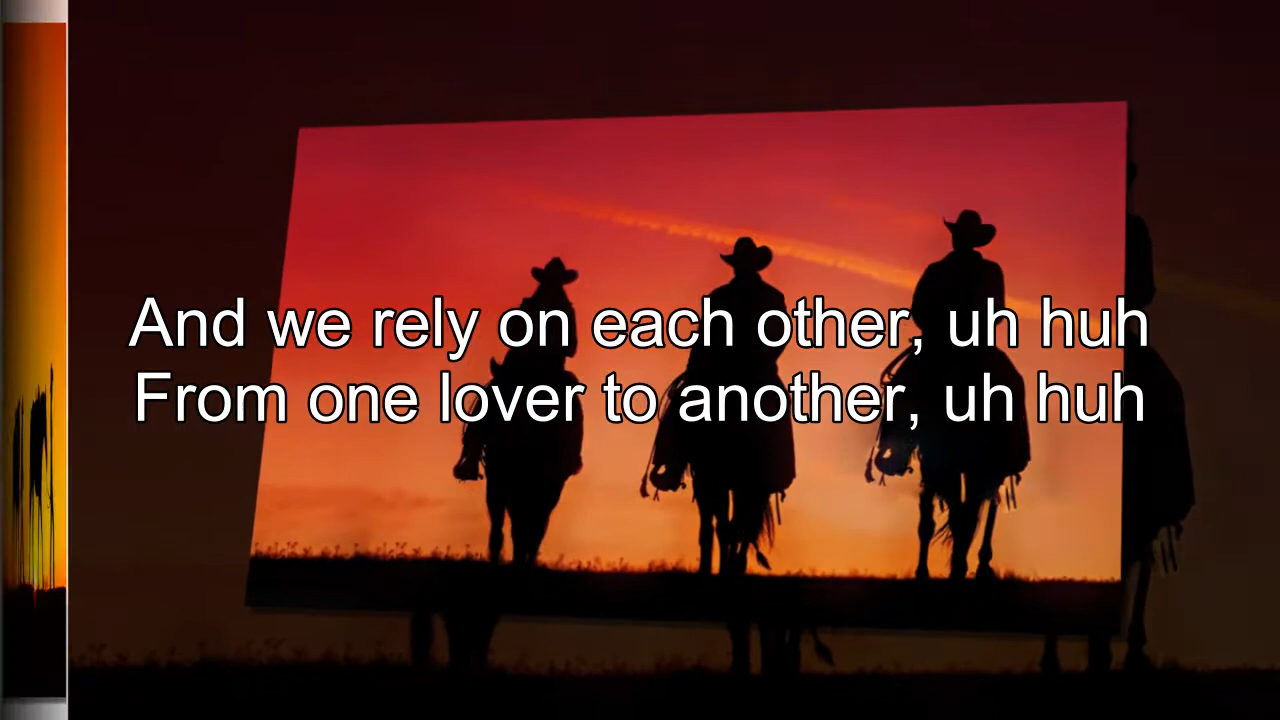 And we rely on each other, uh huh
From one lover to another, uh huh